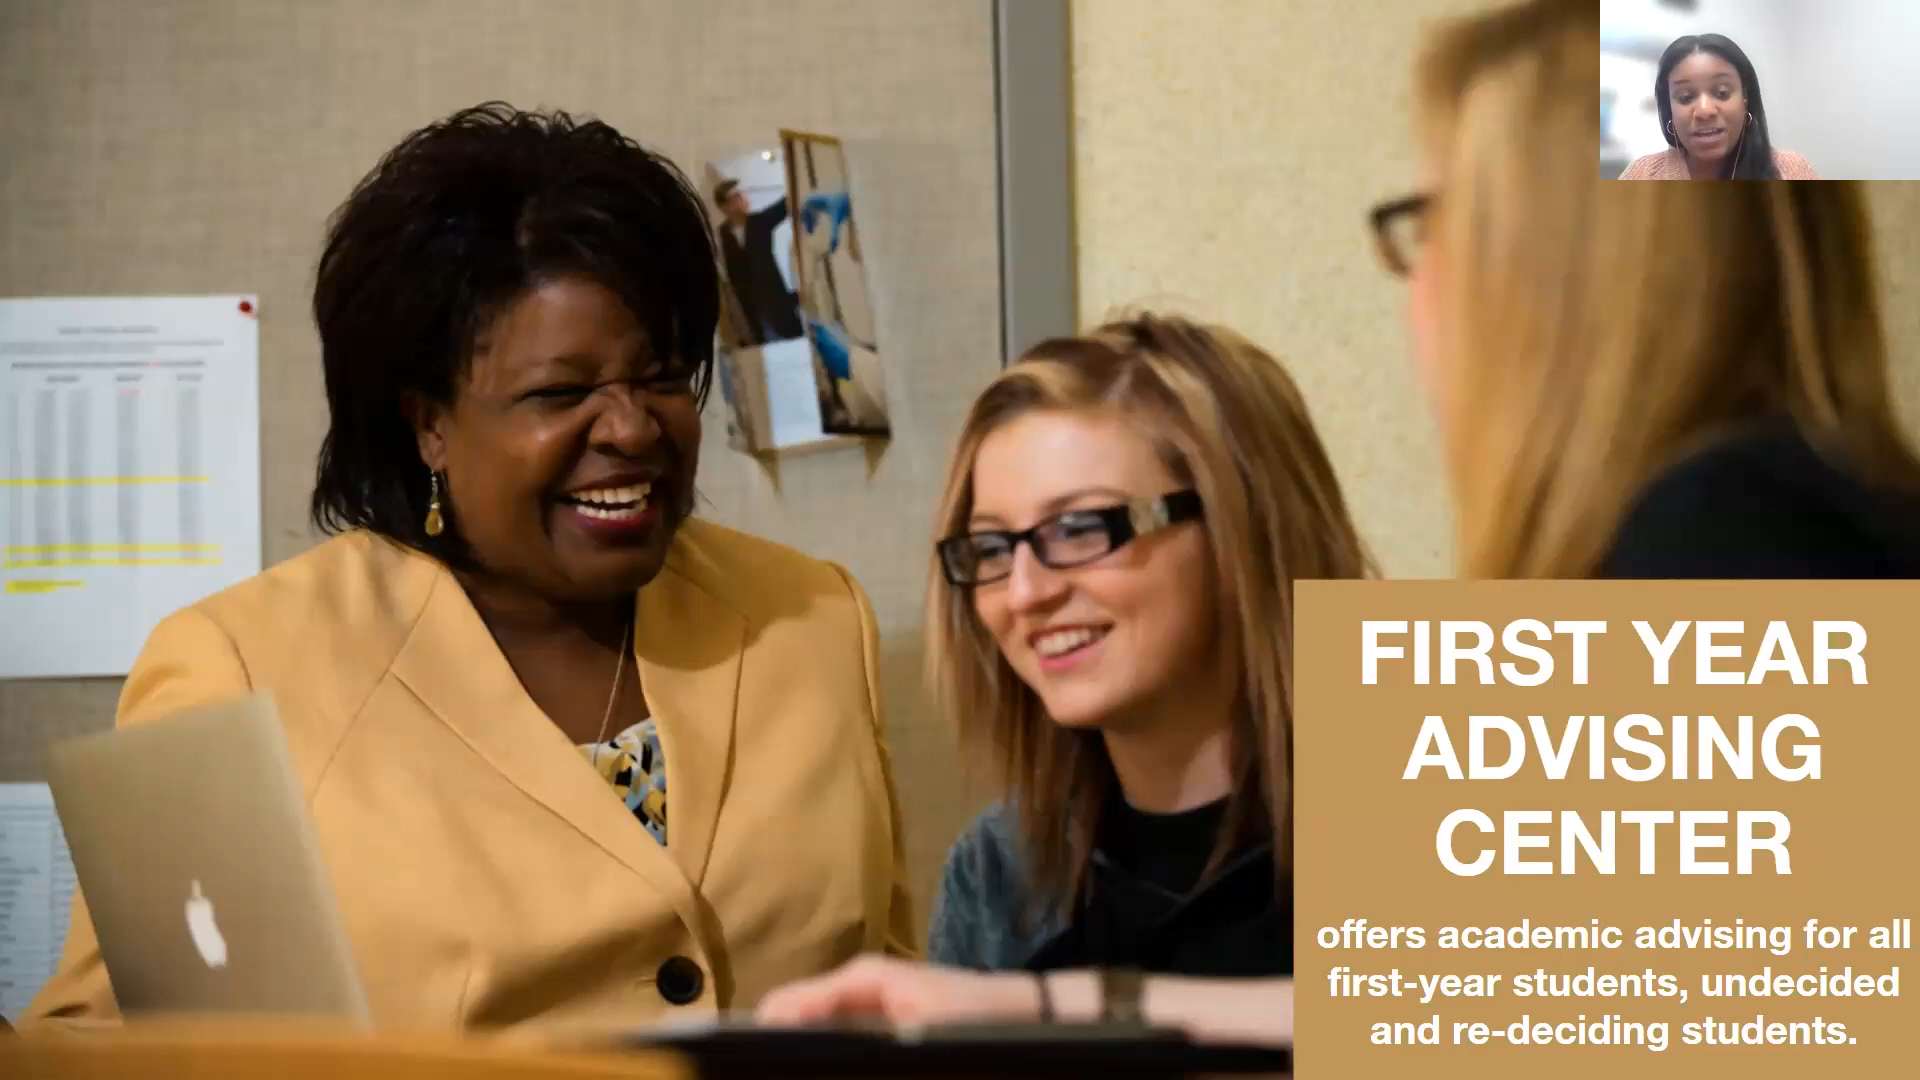 FIRST YEAR
ADVISING
CENTER
offers academic advising for all
first-year students, undecided
and re-deciding students.